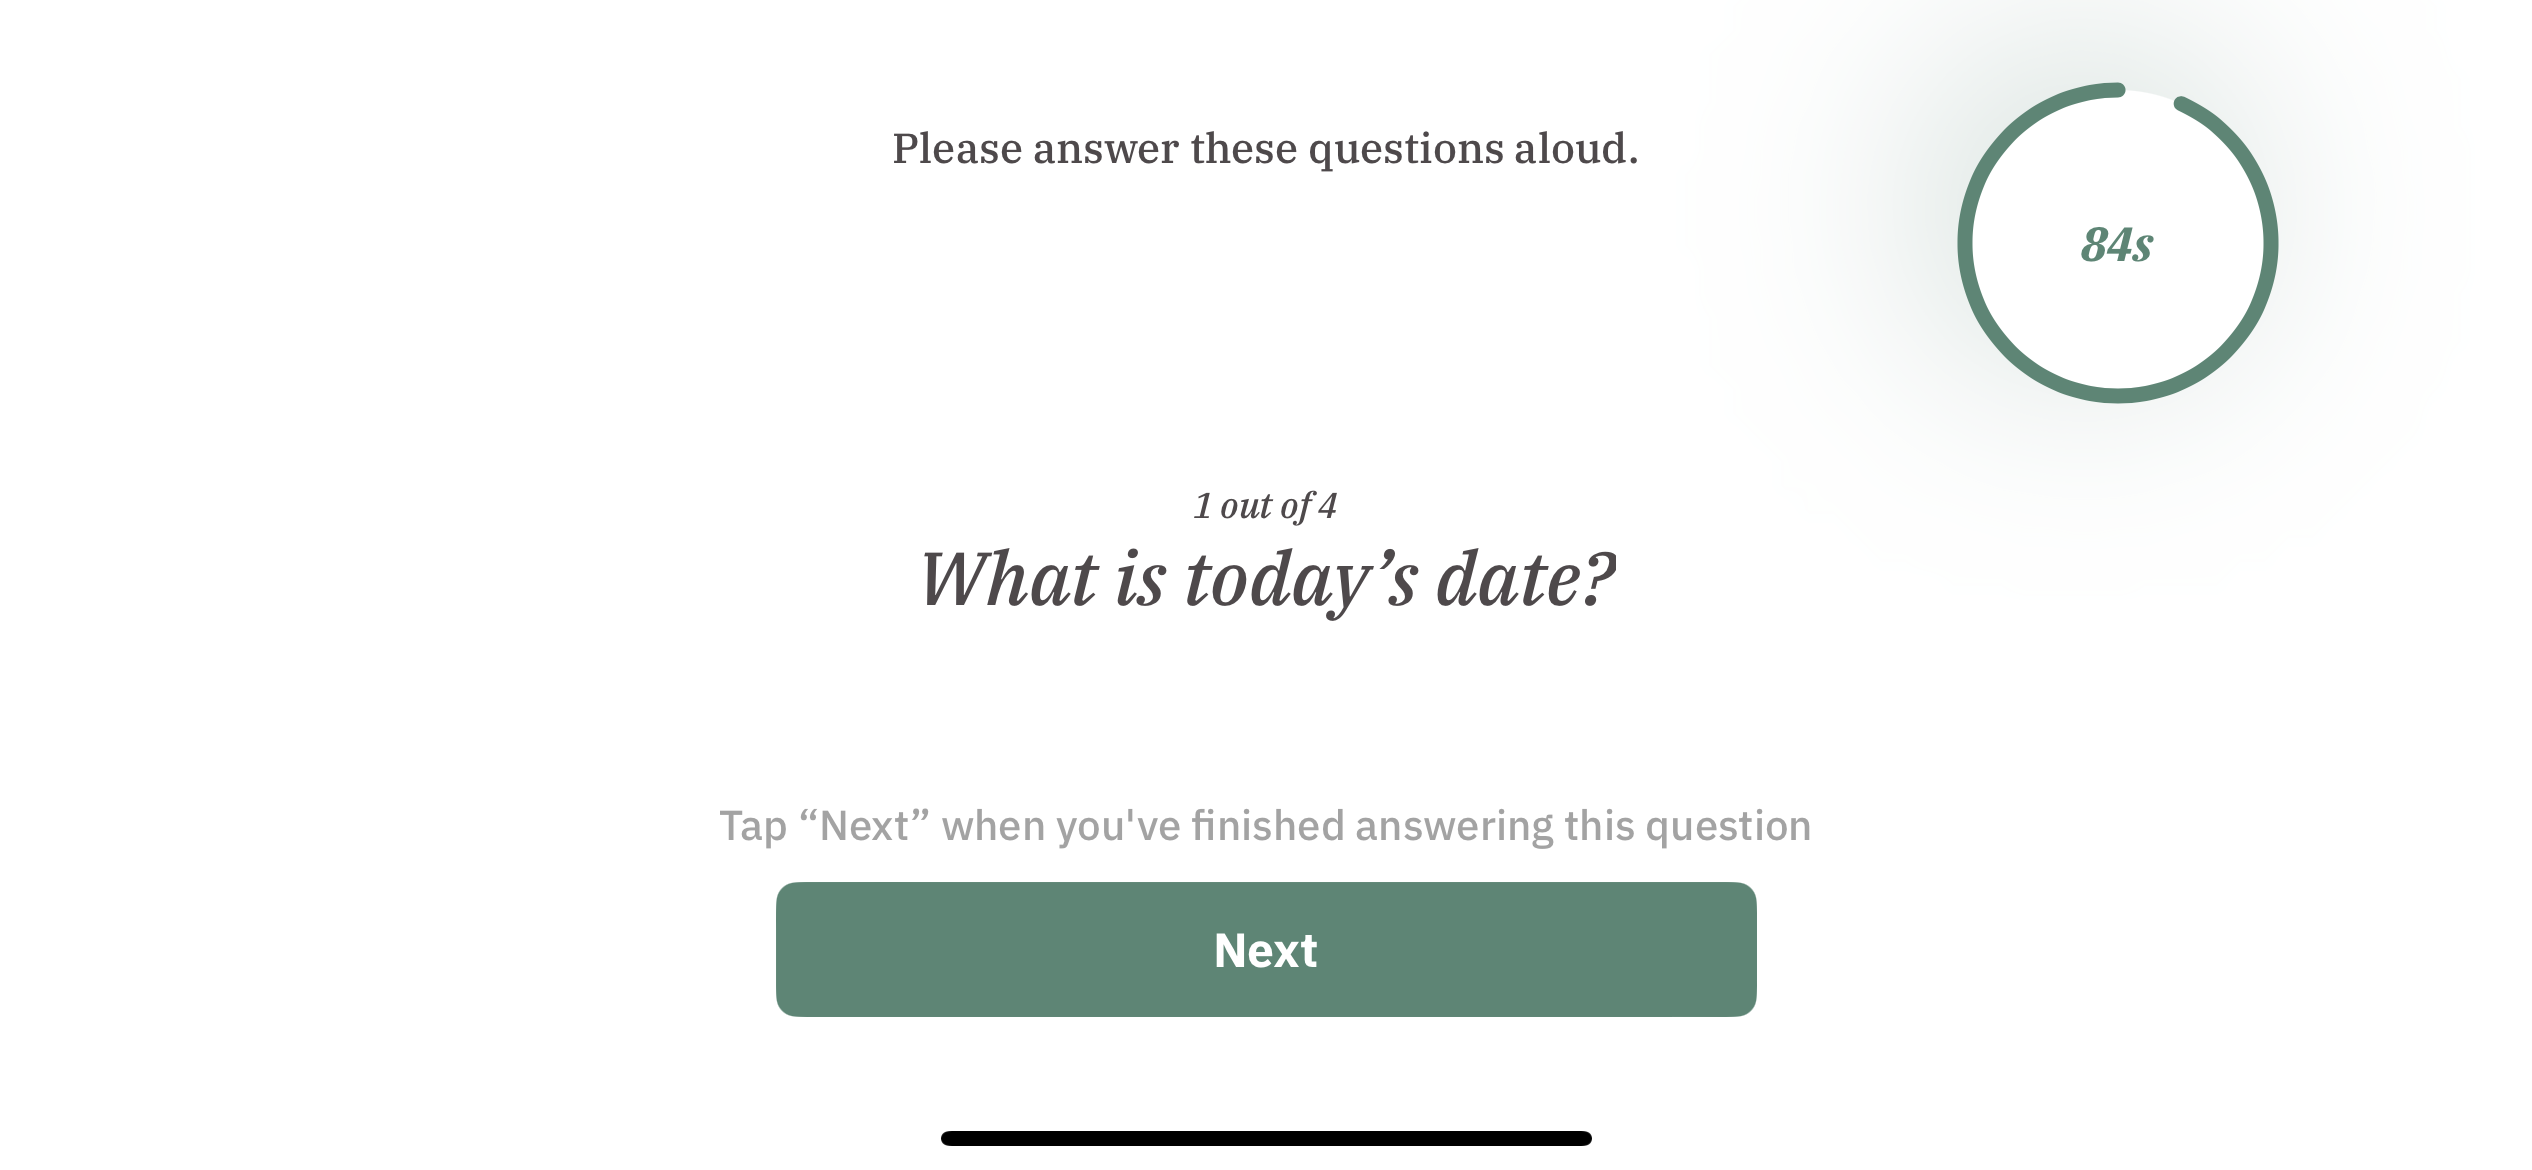 Please answer these questions aloud.
84s
1 out of 4
What is today’s date?
Tap “Next” when you've finished answering this question
Next